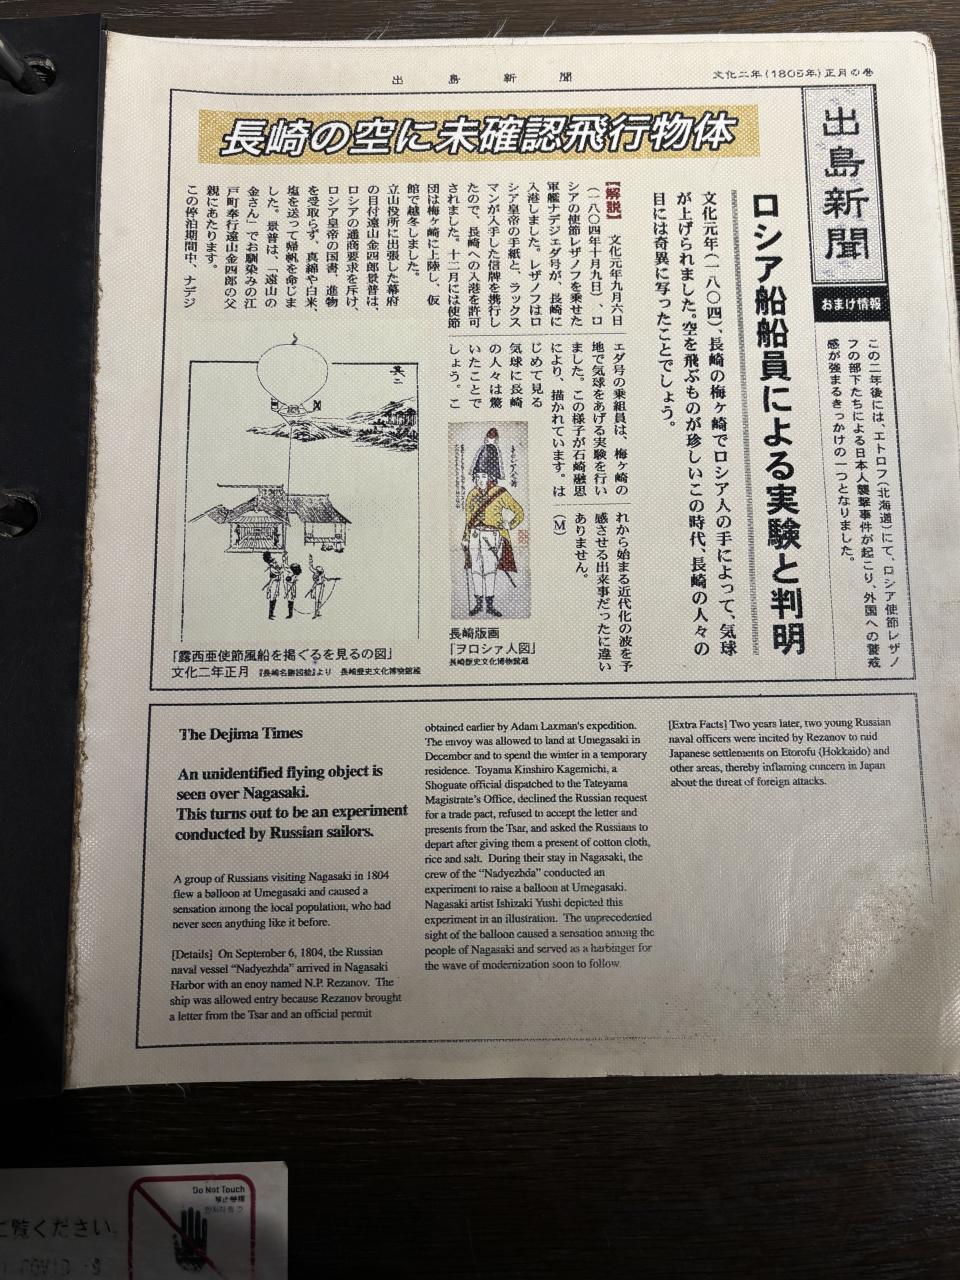 出島新聞
文化二年(1805年)正月の巻
長崎の空に未確認飛行物体
出島新聞
おまけ情報
この二年後には、エトロフ(北海道)にて、ロシア使節レザノ
フの部下たちによる日本人襲撃事件が起こり、外国への警戒
感が強まるきっかけの一つとなりました。
ロシア船船員による実験と判明
文化元年(一八〇四)、長崎の梅ヶ崎でロシア人の手によって、気球
が上げられました。空を飛ぶものが珍しいこの時代、長崎の人々の
目には奇異に写ったことでしょう。
【解説】 文化元年九月六日
(一八〇四年十月九日)、ロ
シアの使節レザノフを乗せた
軍艦ナデジェダ号が、長崎に
入港しました。レザノフはロ
シア皇帝の手紙と、ラックス
マンが入手した信牌を携行し
たので、長崎への入港を許可
されました。十二月には使節
団は梅ヶ崎に上陸し、仮
館で越冬しました。
立山役所に出張した幕府
の目付遠山金四郎景普は、
ロシアの通商要求を斥け、
ロシア皇帝の国書、進物
を受取らず、真綿や白米、
塩を送って帰帆を命じま
した。景普は、「遠山の
金さん」でお馴染みの江
戸町奉行遠山金四郎の父
親にあたります。
この停泊期間中、ナデジ
ェダ号の乗組員は、梅ヶ崎の
地で気球をあげる実験を行い
ました。この様子が石崎融思
により、描かれています。は
じめて見る
気球に長崎
の人々は驚
いたことで
しょう。こ
れから始まる近代化の波を予
感させる出来事だったに違い
ありません。
(M)
其二
「露西亜使節風船を掲ぐるを見るの図」
文化二年正月 『長崎名勝図絵』より 長崎歴史文化博物館蔵
長崎版画
「ヲロシァ人図」
長崎歴史文化博物館蔵
The Dejima Times
An unidentified flying object is
seen over Nagasaki.
This turns out to be an experiment
conducted by Russian sailors.
A group of Russians visiting Nagasaki in 1804
flew a balloon at Umegasaki and caused a
sensation among the local population, who had
never seen anything like it before.
[Details] On September 6, 1804, the Russian
naval vessel “Nadyezhda” arrived in Nagasaki
Harbor with an enoy named N.P. Rezanov. The
ship was allowed entry because Rezanov brought
a letter from the Tsar and an official permit
obtained earlier by Adam Laxman's expedition.
The envoy was allowed to land at Umegasaki in
December and to spend the winter in a temporary
residence. Toyama Kinshiro Kagemichi, a
Shogunate official dispatched to the Tateyama
Magistrate's Office, declined the Russian request
for a trade pact, refused to accept the letter and
presents from the Tsar, and asked the Russians to
depart after giving them a present of cotton cloth,
rice and salt. During their stay in Nagasaki, the
crew of the “Nadyezhda” conducted an
experiment to raise a balloon at Umegasaki.
Nagasaki artist Ishizaki Yushi depicted this
experiment in an illustration. The unprecedented
sight of the balloon caused a sensation among the
people of Nagasaki and served as a harbinger for
the wave of modernization soon to follow.
[Extra Facts] Two years later, two young Russian
naval officers were incited by Rezanov to raid
Japanese settlements on Etorofu (Hokkaido) and
other areas, thereby inflaming concern in Japan
about the threat of foreign attacks.
Do Not Touch
禁止触摸
ご覧ください。
COVID